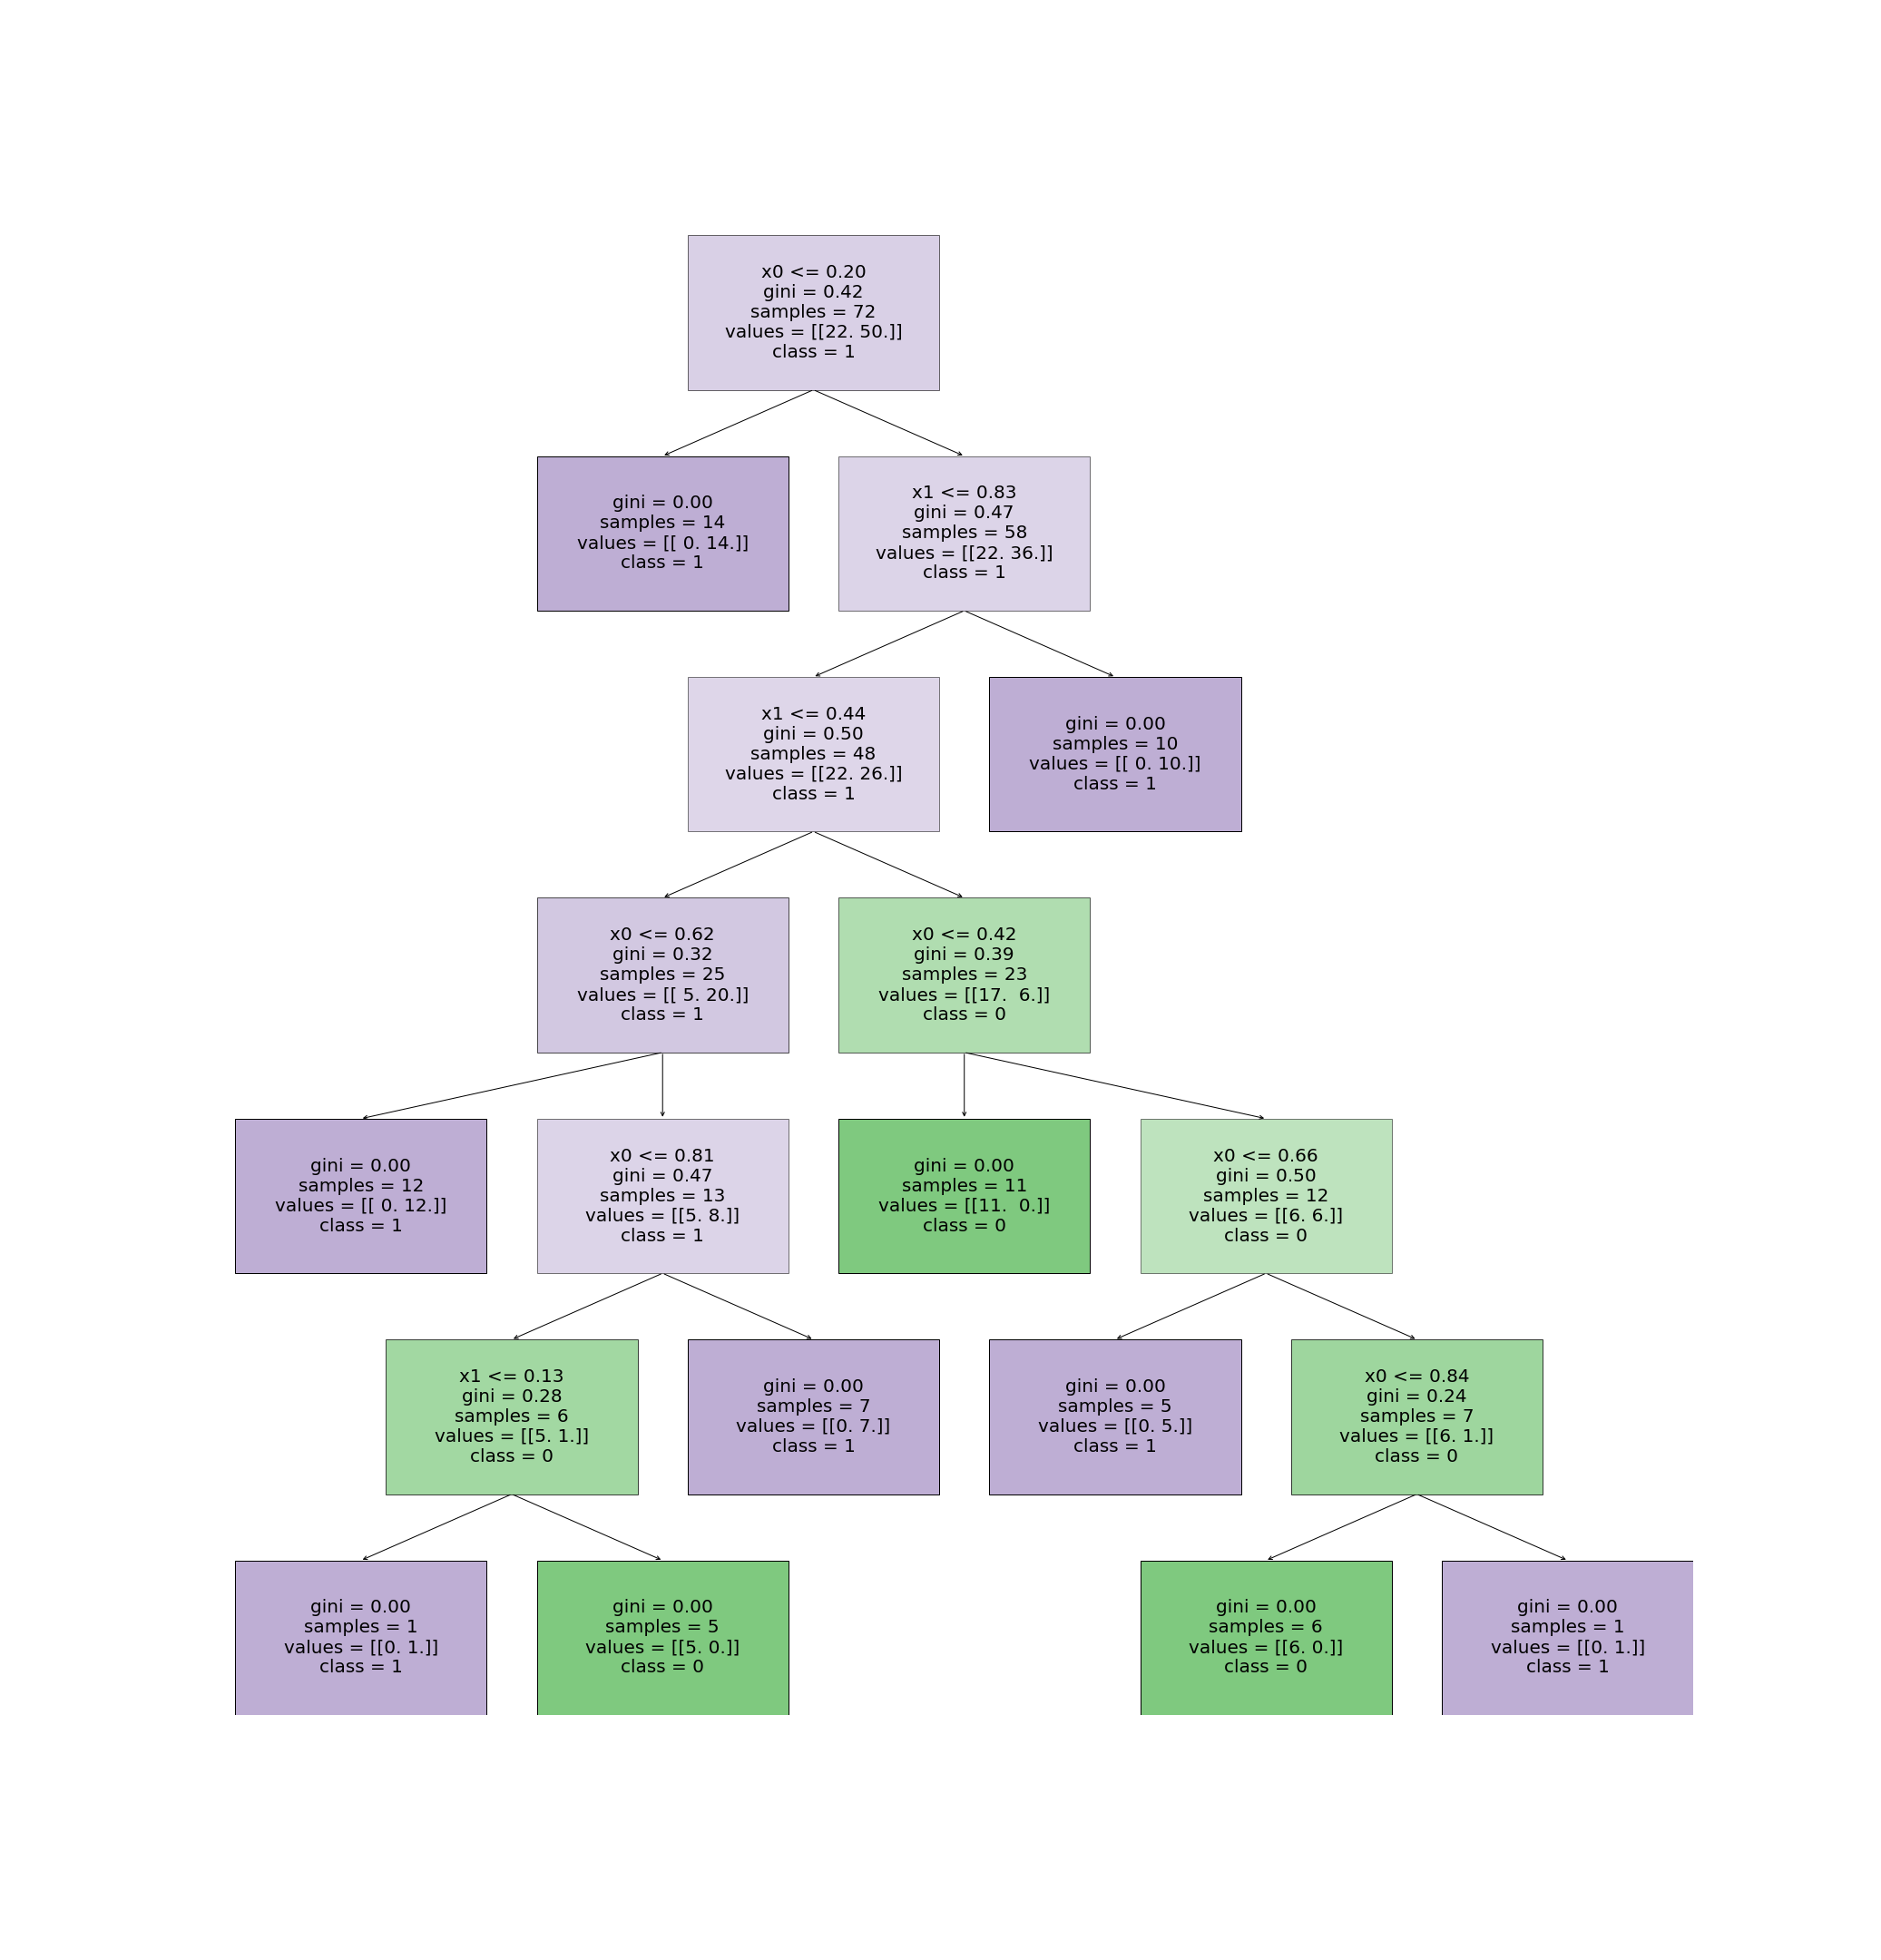 x0 <= 0.20
gini = 0.42
samples = 72
values = [[22. 50.]]
class = 1
gini = 0.00
samples = 14
values = [[ 0. 14.]]
class = 1
x1 <= 0.83
gini = 0.47
samples = 58
values = [[22. 36.]]
class = 1
x1 <= 0.44
gini = 0.50
samples = 48
values = [[22. 26.]]
class = 1
gini = 0.00
samples = 10
values = [[ 0. 10.]]
class = 1
x0 <= 0.62
gini = 0.32
samples = 25
values = [[ 5. 20.]]
class = 1
x0 <= 0.42
gini = 0.39
samples = 23
values = [[17.  6.]]
class = 0
gini = 0.00
samples = 12
values = [[ 0. 12.]]
class = 1
x0 <= 0.81
gini = 0.47
samples = 13
values = [[5. 8.]]
class = 1
gini = 0.00
samples = 11
values = [[11.  0.]]
class = 0
x0 <= 0.66
gini = 0.50
samples = 12
values = [[6. 6.]]
class = 0
x1 <= 0.13
gini = 0.28
samples = 6
values = [[5. 1.]]
class = 0
gini = 0.00
samples = 7
values = [[0. 7.]]
class = 1
gini = 0.00
samples = 5
values = [[0. 5.]]
class = 1
x0 <= 0.84
gini = 0.24
samples = 7
values = [[6. 1.]]
class = 0
gini = 0.00
samples = 1
values = [[0. 1.]]
class = 1
gini = 0.00
samples = 5
values = [[5. 0.]]
class = 0
gini = 0.00
samples = 6
values = [[6. 0.]]
class = 0
gini = 0.00
samples = 1
values = [[0. 1.]]
class = 1